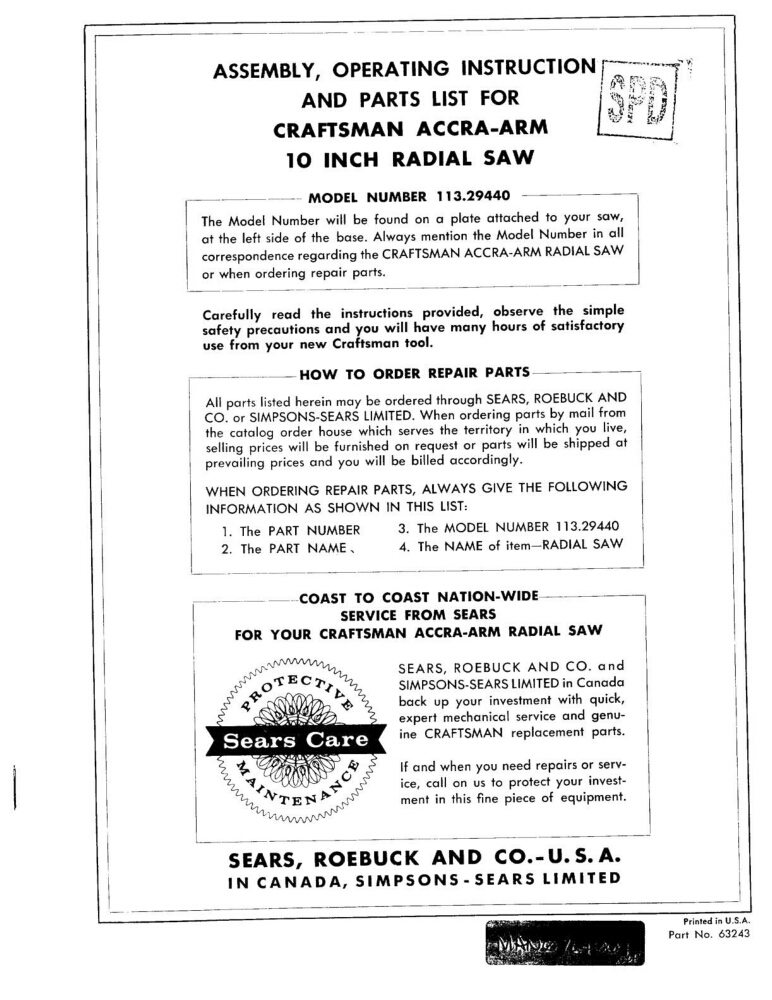 ASSEMBLY, OPERATING INSTRUCTION
AND PARTS LIST FOR
CRAFTSMAN ACCRA-ARM
10 INCH RADIAL SAW
SPD
MODEL NUMBER 113.29440
The Model Number will be found on a plate attached to your saw,
at the left side of the base. Always mention the Model Number in all
correspondence regarding the CRAFTSMAN ACCRA-ARM RADIAL SAW
or when ordering repair parts.
Carefully read the instructions provided, observe the simple
safety precautions and you will have many hours of satisfactory
use from your new Craftsman tool.
HOW TO ORDER REPAIR PARTS
All parts listed herein may be ordered through SEARS, ROEBUCK AND
CO. or SIMPSONS-SEARS LIMITED. When ordering parts by mail from
the catalog order house which serves the territory in which you live,
selling prices will be furnished on request or parts will be shipped at
prevailing prices and you will be billed accordingly.
WHEN ORDERING REPAIR PARTS, ALWAYS GIVE THE FOLLOWING
INFORMATION AS SHOWN IN THIS LIST:
1. The PART NUMBER
2. The PART NAME
3. The MODEL NUMBER 113.29440
4. The NAME of item—RADIAL SAW
COAST TO COAST NATION-WIDE
SERVICE FROM SEARS
FOR YOUR CRAFTSMAN ACCRA-ARM RADIAL SAW
PROTECTIVE
Sears Care
MAINTENANCE
SEARS, ROEBUCK AND CO. and
SIMPSONS-SEARS LIMITED in Canada
back up your investment with quick,
expert mechanical service and genu-
ine CRAFTSMAN replacement parts.
If and when you need repairs or serv-
ice, call on us to protect your invest-
ment in this fine piece of equipment.
SEARS, ROEBUCK AND CO.-U.S.A.
IN CANADA, SIMPSONS-SEARS LIMITED
Printed in U.S.A.
Part No. 63243